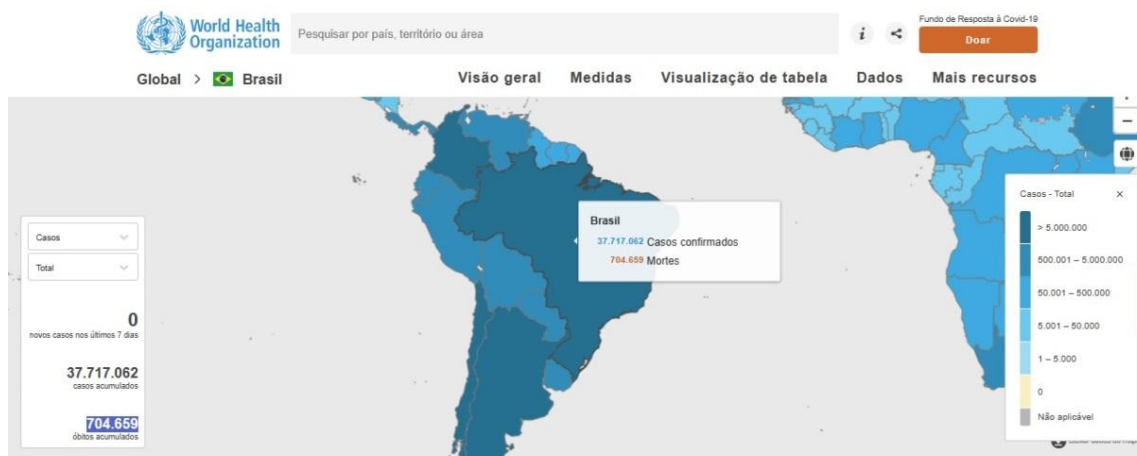 World Health
Organization
Pesquisar por país, território ou área
i
Fundo de Resposta à Covid-19
Doar
Global > Brasil
Visão geral Medidas Visualização de tabela Dados Mais recursos
Brasil
37.717.062 Casos confirmados
704.659 Mortes
Casos
Total
0
novos casos nos últimos 7 dias
37.717.062
casos acumulados
704.659
óbitos acumulados
Casos - Total ×
> 5.000.000
500.001 – 5.000.000
50.001 – 500.000
5.001 – 50.000
1 – 5.000
0
Não aplicável